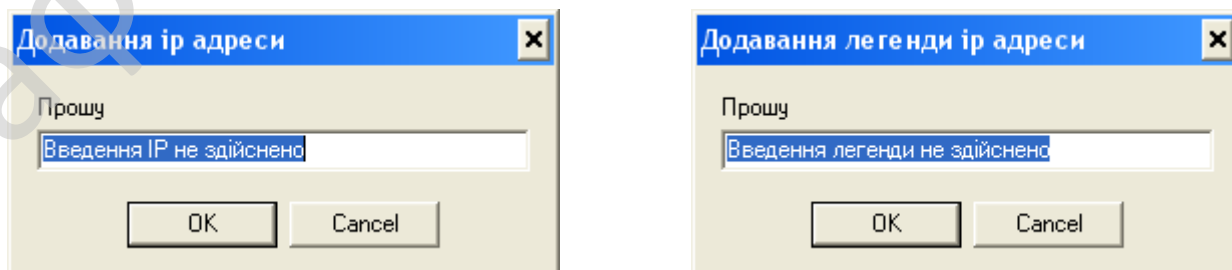 Додавання ір адреси
Прошу
Введення IP не здійснено
OK Cancel
Додавання легенди ір адреси
Прошу
Введення легенди не здійснено
OK Cancel